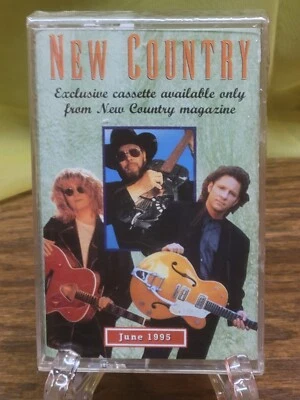 NEW COUNTRY
Exclusive cassette available only
from New Country magazine
June 1995